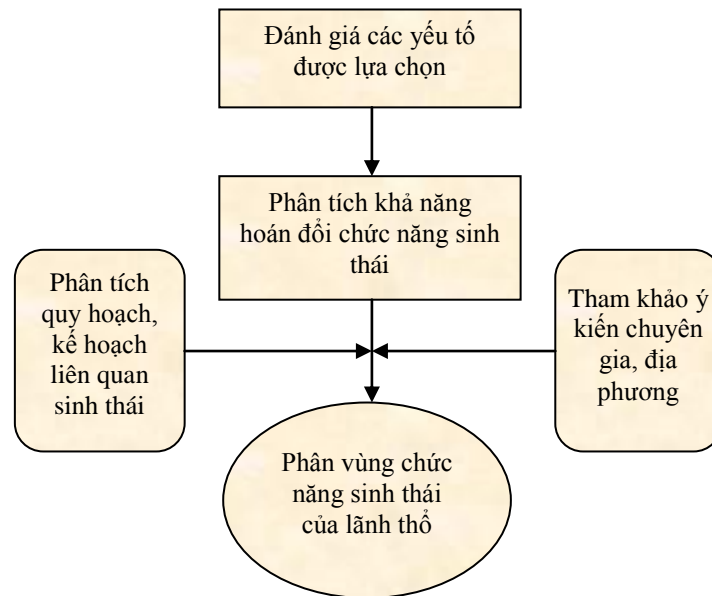 Đánh giá các yếu tố
được lựa chọn
Phân tích khả năng
hoán đổi chức năng sinh
thái
Phân tích
quy hoạch,
kế hoạch
liên quan
sinh thái
Tham khảo ý
kiến chuyên
gia, địa
phương
Phân vùng chức
năng sinh thái
của lãnh thổ